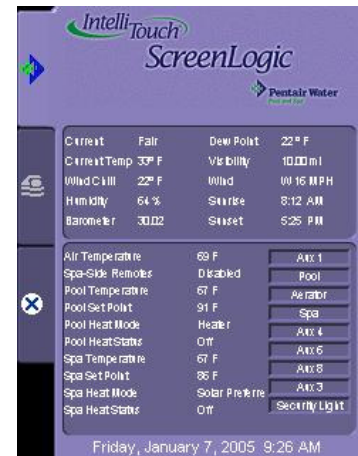 IntelliTouch
ScreenLogic
Pentair Water
Pool and Spa
Current Fair Dew Point 22° F
Current Temp 33° F Visibility 10.00 mi
Wind Chill 22° F Wind W 16 MPH
Humidity 64 % Sunrise 8:12 AM
Barometer 30.02 Sunset 5:25 PM
Air Temperature 69 F Aux 1
Spa-Side Remotes Disabled Pool
Pool Temperature 67 F Aerator
Pool Set Point 91 F Spa
Pool Heat Mode Heater Aux 4
Pool Heat Status Off Aux 6
Spa Temperature 67 F Aux 8
Spa Set Point 86 F Aux 3
Spa Heat Mode Solar Preferre Security Light
Spa Heat Status Off
Friday, January 7, 2005 9:26 AM